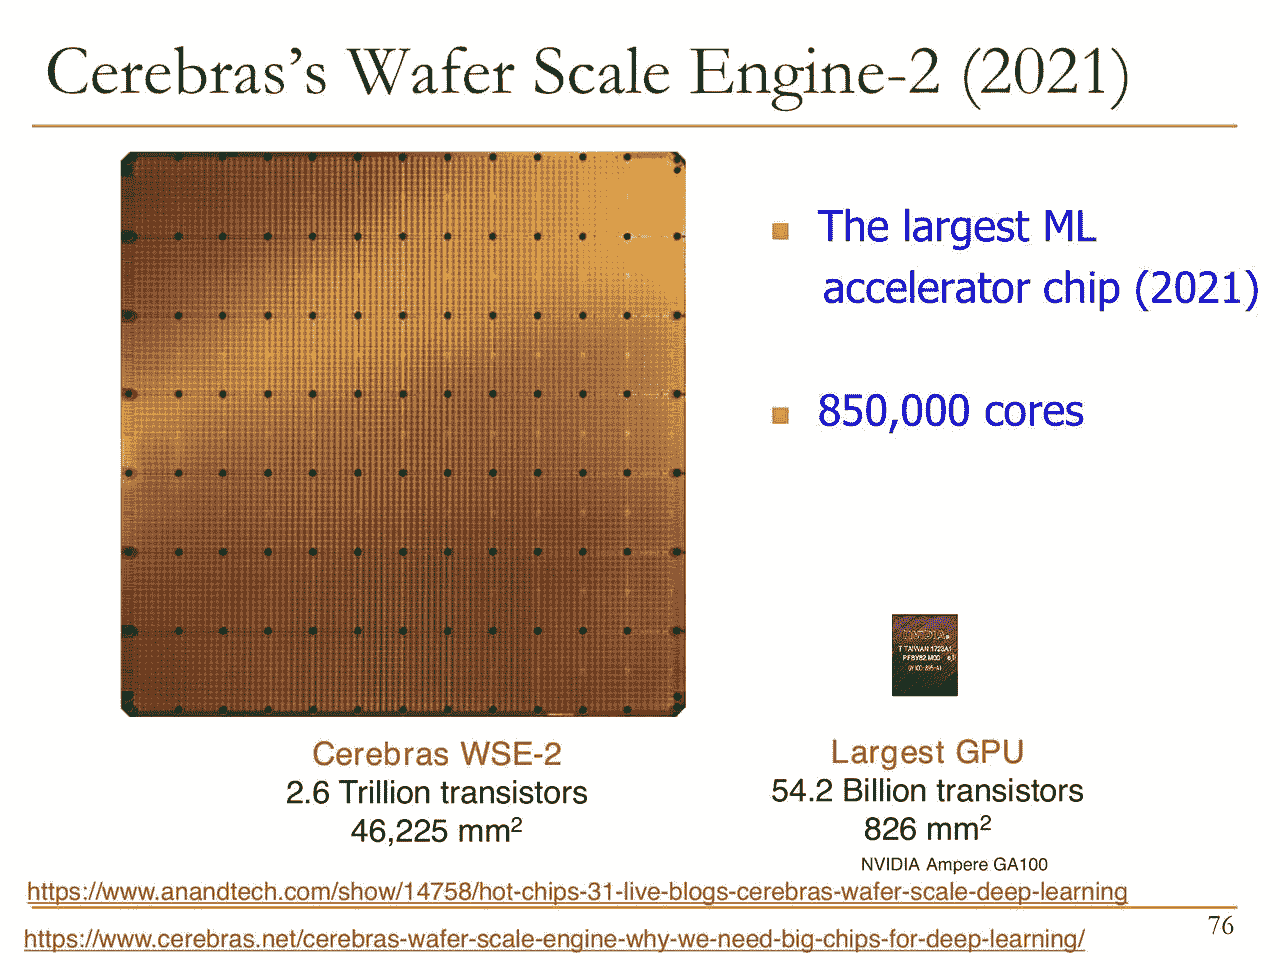 Cerebras’s Wafer Scale Engine-2 (2021)
The largest ML
accelerator chip (2021)
850,000 cores
NVIDIA
Cerebras WSE-2
2.6 Trillion transistors
46,225 mm²
Largest GPU
54.2 Billion transistors
826 mm²
NVIDIA Ampere GA100
https://www.anandtech.com/show/14758/hot-chips-31-live-blogs-cerebras-wafer-scale-deep-learning
76
https://www.cerebras.net/cerebras-wafer-scale-engine-why-we-need-big-chips-for-deep-learning/